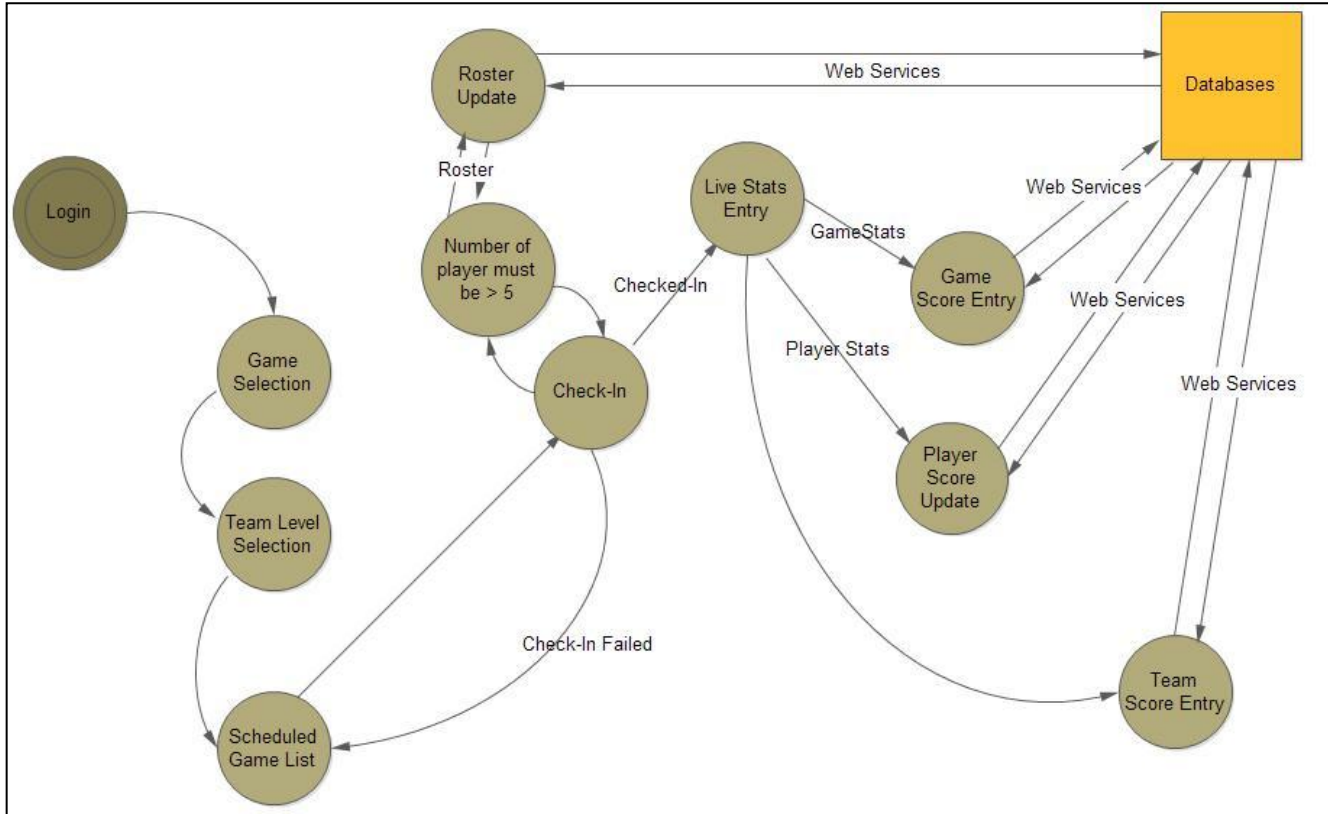 Roster
Update
Web Services
Databases
Login
Roster
Live Stats
Entry
Web Services
Number of
player must
be > 5
GameStats
Game
Score Entry
Checked-In
Web Services
Game
Selection
Check-In
Player Stats
Web Services
Player
Score
Update
Team Level
Selection
Check-In Failed
Team
Score Entry
Scheduled
Game List